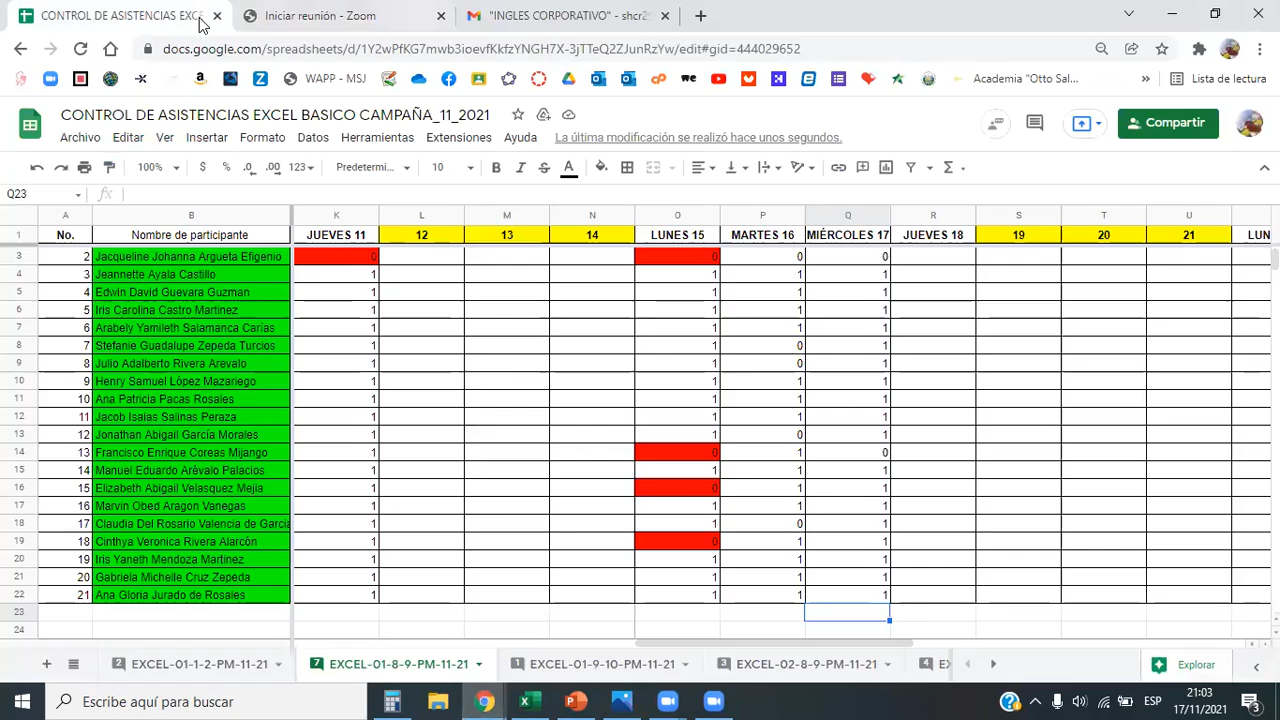 CONTROL DE ASISTENCIAS EXCE
Iniciar reunión - Zoom
"INGLES CORPORATIVO" - shcr2
docs.google.com/spreadsheets/d/1Y2wPfKG7mwb3ioevfKkfzYNGH7X-3jTTeQ2ZJunRzYw/edit#gid=444029652
WAPP - MSJ
Academia "Otto Sal...
Lista de lectura
CONTROL DE ASISTENCIAS EXCEL BASICO CAMPAÑA_11_2021
Archivo Editar Ver Insertar Formato Datos Herramientas Extensiones Ayuda La última modificación se realizó hace unos segundos.
Compartir
100% $ % .0 .00 123 Predetermi... 10 B I S A
Q23 fx
A B K L M N O P Q R S T U
1 No. Nombre de participante JUEVES 11 12 13 14 LUNES 15 MARTES 16 MIÉRCOLES 17 JUEVES 18 19 20 21 LUN
3 2 Jacqueline Johanna Argueta Efigenio 0 0 0 0
4 3 Jeannette Ayala Castillo 1 1 1 1
5 4 Edwin David Guevara Guzman 1 1 1 1
6 5 Iris Carolina Castro Martinez 1 1 1 1
7 6 Arabely Yamileth Salamanca Carías 1 1 1 1
8 7 Stefanie Guadalupe Zepeda Turcios 1 1 0 1
9 8 Julio Adalberto Rivera Arevalo 1 1 0 1
10 9 Henry Samuel López Mazariego 1 1 1 1
11 10 Ana Patricia Pacas Rosales 1 1 1 1
12 11 Jacob Isaias Salinas Peraza 1 1 1 1
13 12 Jonathan Abigail García Morales 1 1 0 1
14 13 Francisco Enrique Coreas Mijango 1 0 1 0
15 14 Manuel Eduardo Arévalo Palacios 1 1 1 1
16 15 Elizabeth Abigail Velasquez Mejia 1 0 1 1
17 16 Marvin Obed Aragon Vanegas 1 1 1 1
18 17 Claudia Del Rosario Valencia de Garcia 1 1 0 1
19 18 Cinthya Veronica Rivera Alarcón 1 0 1 1
20 19 Iris Yaneth Mendoza Martinez 1 1 1 1
21 20 Gabriela Michelle Cruz Zepeda 1 1 1 1
22 21 Ana Gloria Jurado de Rosales 1 1 1 1
23
24
2 EXCEL-01-1-2-PM-11-21 7 EXCEL-01-8-9-PM-11-21 1 EXCEL-01-9-10-PM-11-21 3 EXCEL-02-8-9-PM-11-21 4 EX
Explorar
Escribe aquí para buscar
ESP
21:03
17/11/2021
3